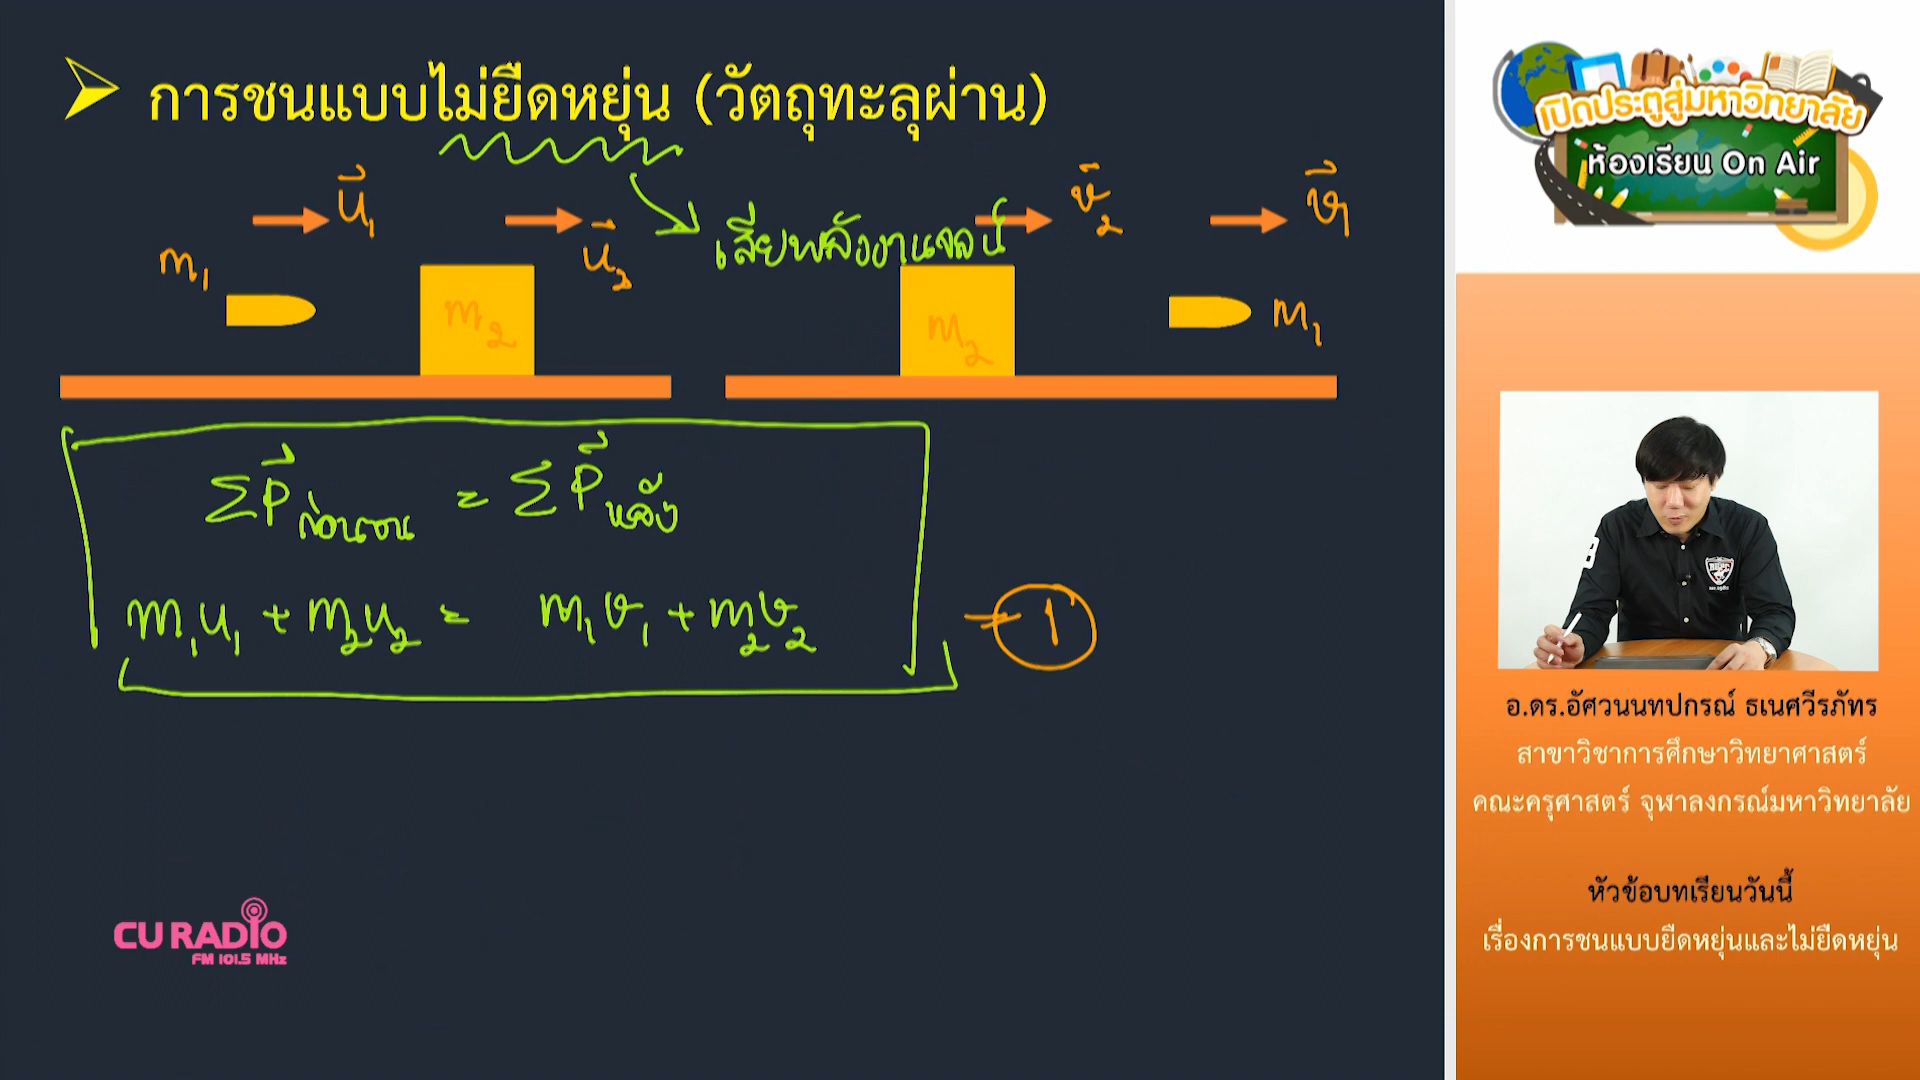 การชนแบบไม่ยืดหยุ่น (วัตถุทะลุผ่าน)
m₁ u⃗₁ u⃗₂ m₂
เสียพลังงานจลน์
v⃗₂ v⃗₁ m₂ m₁
Σp⃗ก่อนชน = Σp⃗หลัง
m₁u₁ + m₂u₂ = m₁v₁ + m₂v₂ → 1
CU RADIO
FM 101.5 MHz
เปิดประตูสู่มหาวิทยาลัย
ห้องเรียน On Air
อ.ดร.อัศวนนทปกรณ์ ธเนศวีรภัทร
สาขาวิชาการศึกษาวิทยาศาสตร์
คณะครุศาสตร์ จุฬาลงกรณ์มหาวิทยาลัย
หัวข้อบทเรียนวันนี้
เรื่องการชนแบบยืดหยุ่นและไม่ยืดหยุ่น